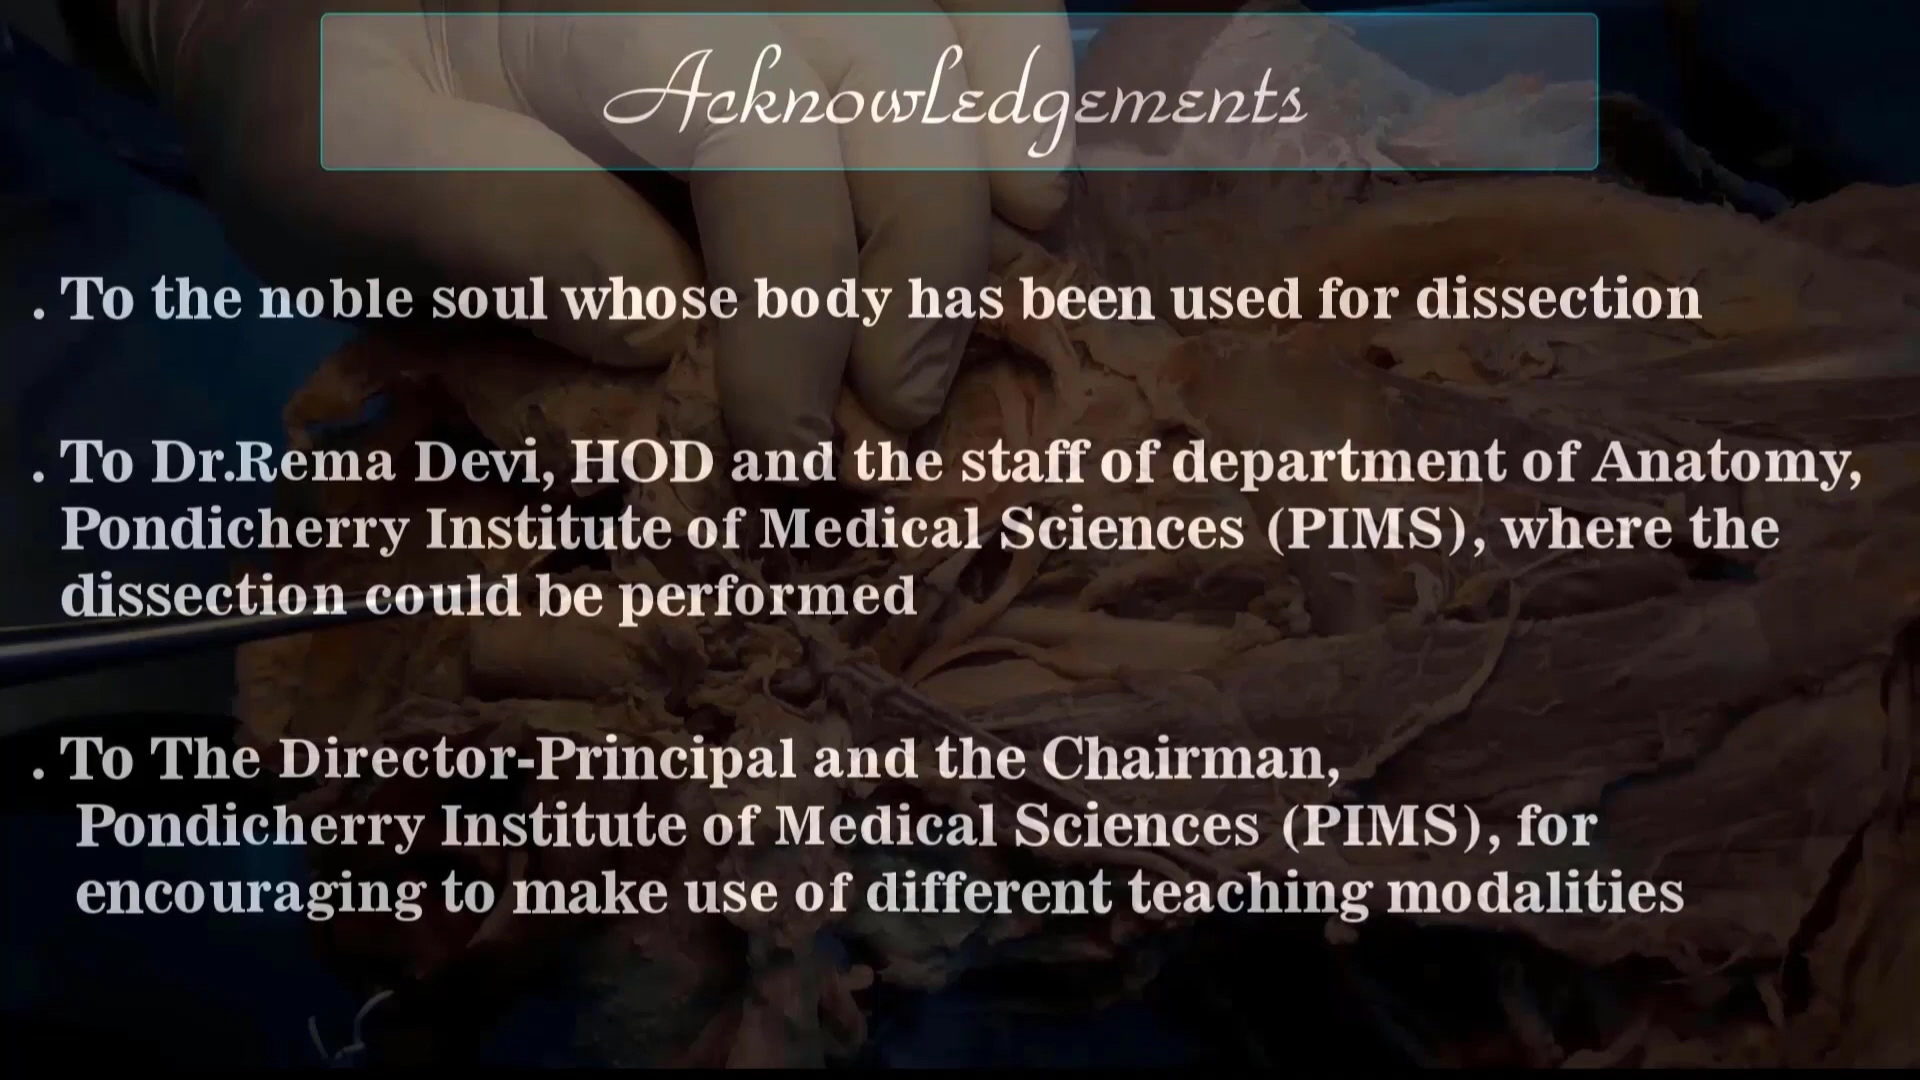 Acknowledgements
. To the noble soul whose body has been used for dissection
. To Dr.Rema Devi, HOD and the staff of department of Anatomy,
Pondicherry Institute of Medical Sciences (PIMS), where the
dissection could be performed
. To The Director-Principal and the Chairman,
Pondicherry Institute of Medical Sciences (PIMS), for
encouraging to make use of different teaching modalities